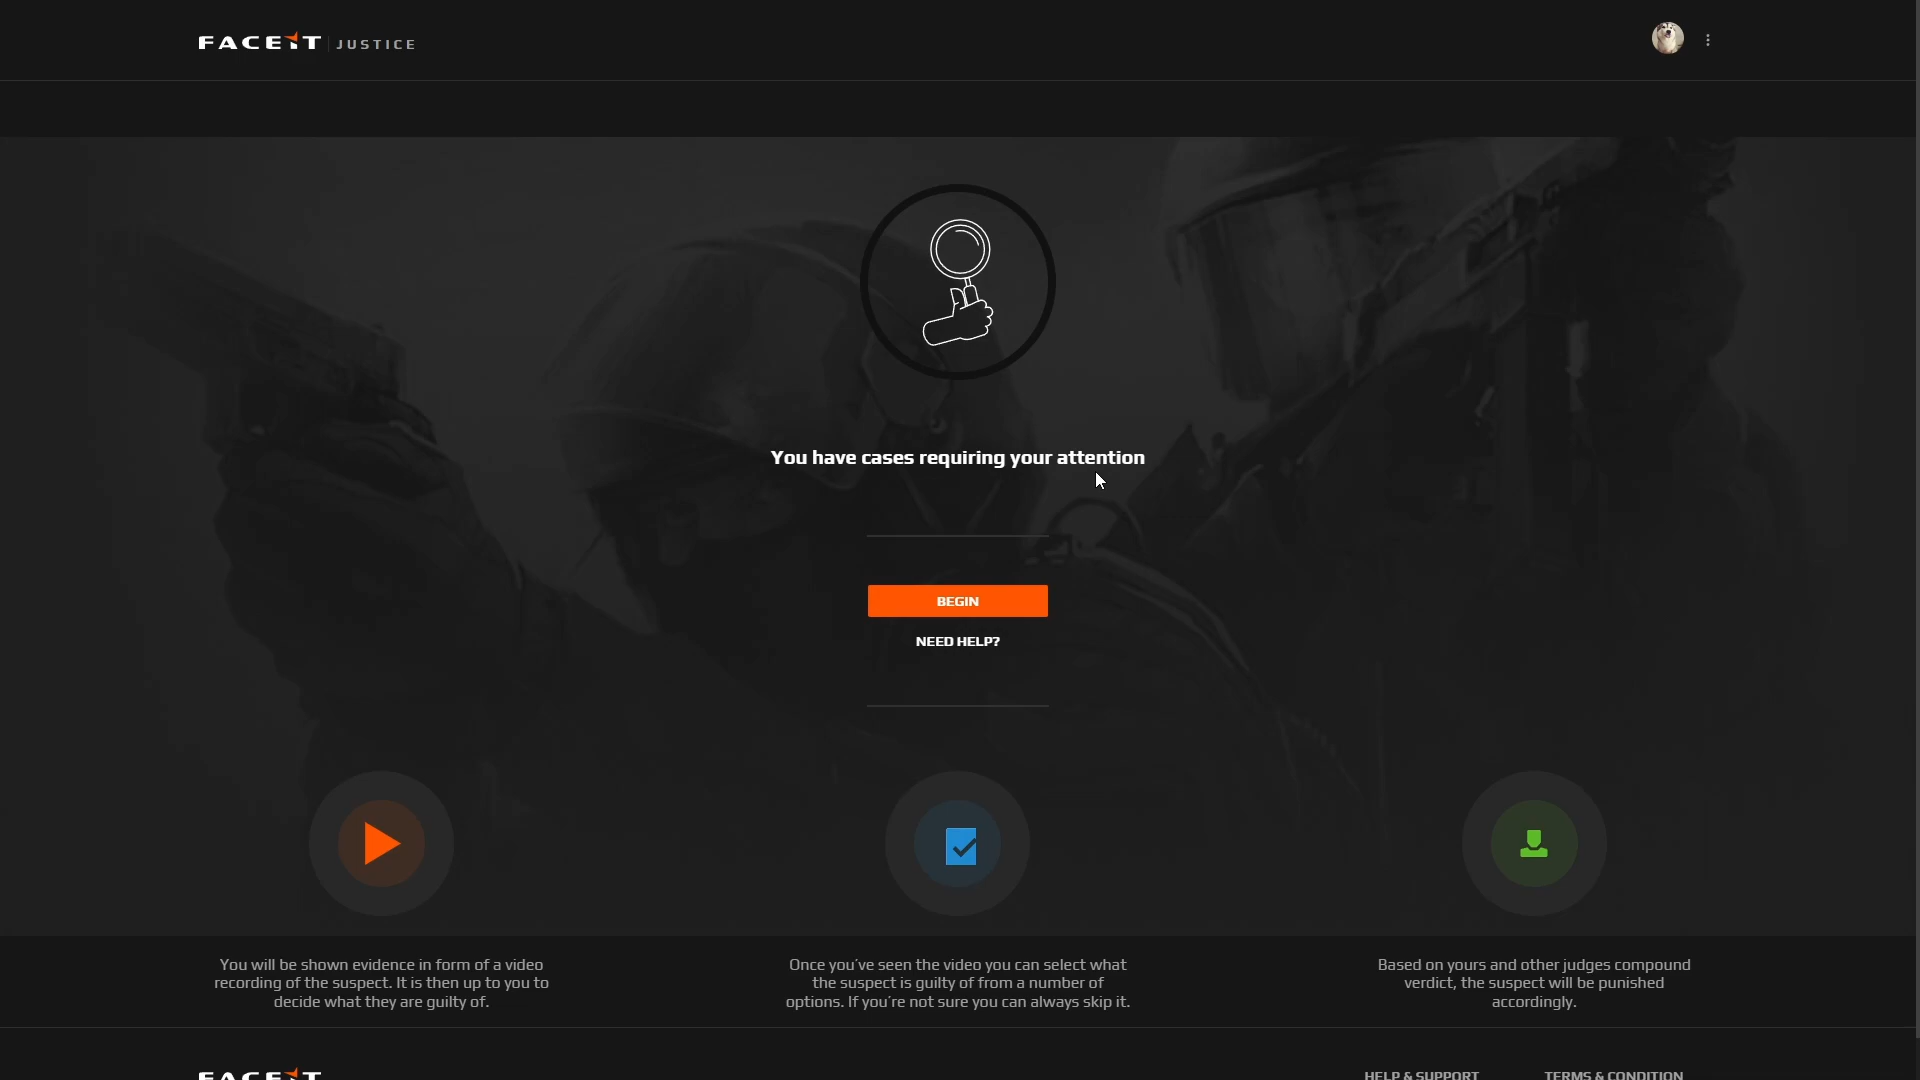 FACEIT JUSTICE
You have cases requiring your attention
BEGIN
NEED HELP?
You will be shown evidence in form of a video
recording of the suspect. It is then up to you to
decide what they are guilty of.
Once you've seen the video you can select what
the suspect is guilty of from a number of
options. If you're not sure you can always skip it.
Based on yours and other judges compound
verdict, the suspect will be punished
accordingly.
FACEIT
HELP & SUPPORT
TERMS & CONDITION